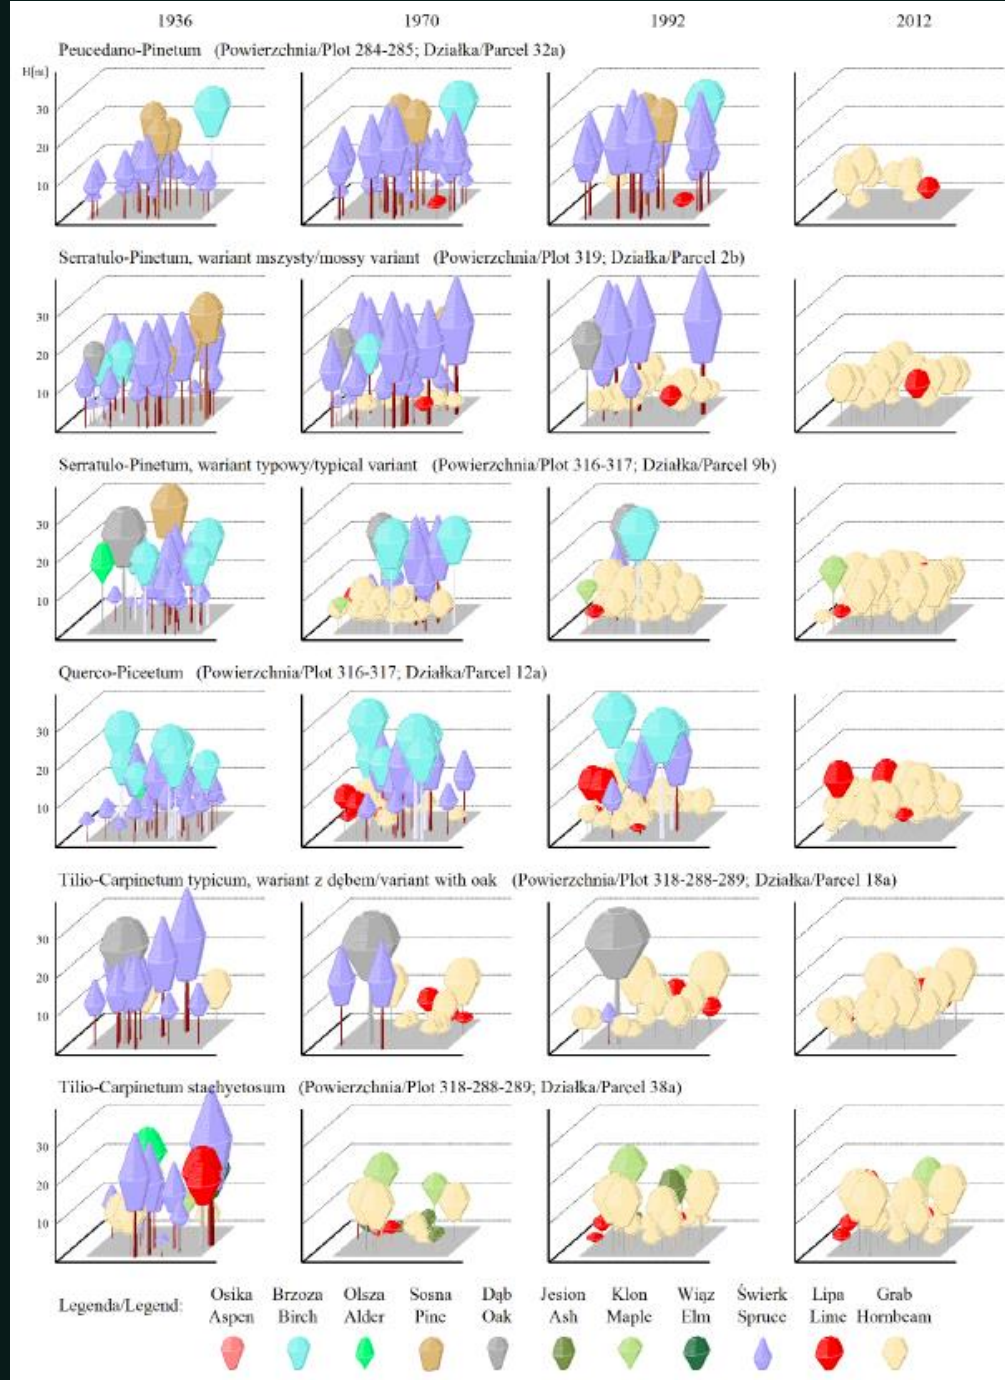 1936 1970 1992 2012
Peucedano-Pinetum (Powierzchnia/Plot 284-285; Działka/Parcel 32a)
H[m]
30
20
10
Serratulo-Pinetum, wariant mszysty/mossy variant (Powierzchnia/Plot 319; Działka/Parcel 2b)
30
20
10
Serratulo-Pinetum, wariant typowy/typical variant (Powierzchnia/Plot 316-317; Działka/Parcel 9b)
30
20
10
Querco-Piceetum (Powierzchnia/Plot 316-317; Działka/Parcel 12a)
30
20
10
Tilio-Carpinetum typicum, wariant z dębem/variant with oak (Powierzchnia/Plot 318-288-289; Działka/Parcel 18a)
30
20
10
Tilio-Carpinetum stachyetosum (Powierzchnia/Plot 318-288-289; Działka/Parcel 38a)
30
20
10
Osika Brzoza Olsza Sosna Dąb Jesion Klon Wiąz Świerk Lipa Grab
Legenda/Legend:
Aspen Birch Alder Pine Oak Ash Maple Elm Spruce Lime Hornbeam